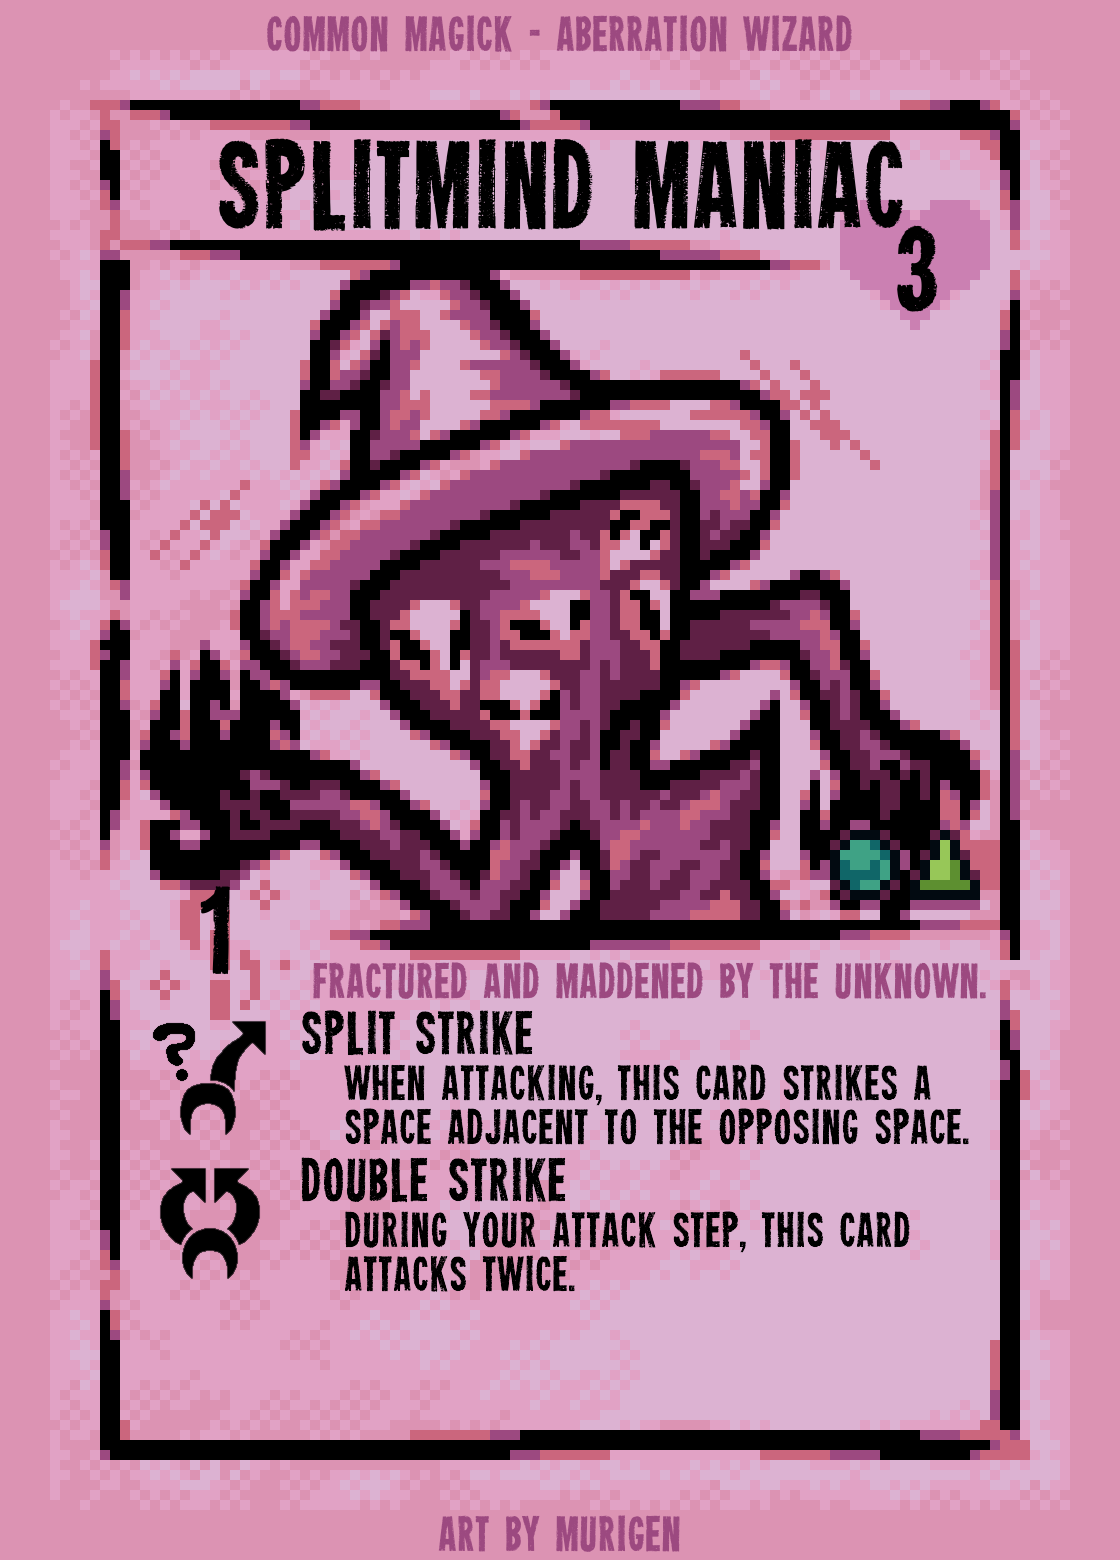 COMMON MAGICK - ABERRATION WIZARD
SPLITMIND MANIAC
3
1
FRACTURED AND MADDENED BY THE UNKNOWN.
?
SPLIT STRIKE
WHEN ATTACKING, THIS CARD STRIKES A
SPACE ADJACENT TO THE OPPOSING SPACE.
DOUBLE STRIKE
DURING YOUR ATTACK STEP, THIS CARD
ATTACKS TWICE.
ART BY MURIGEN